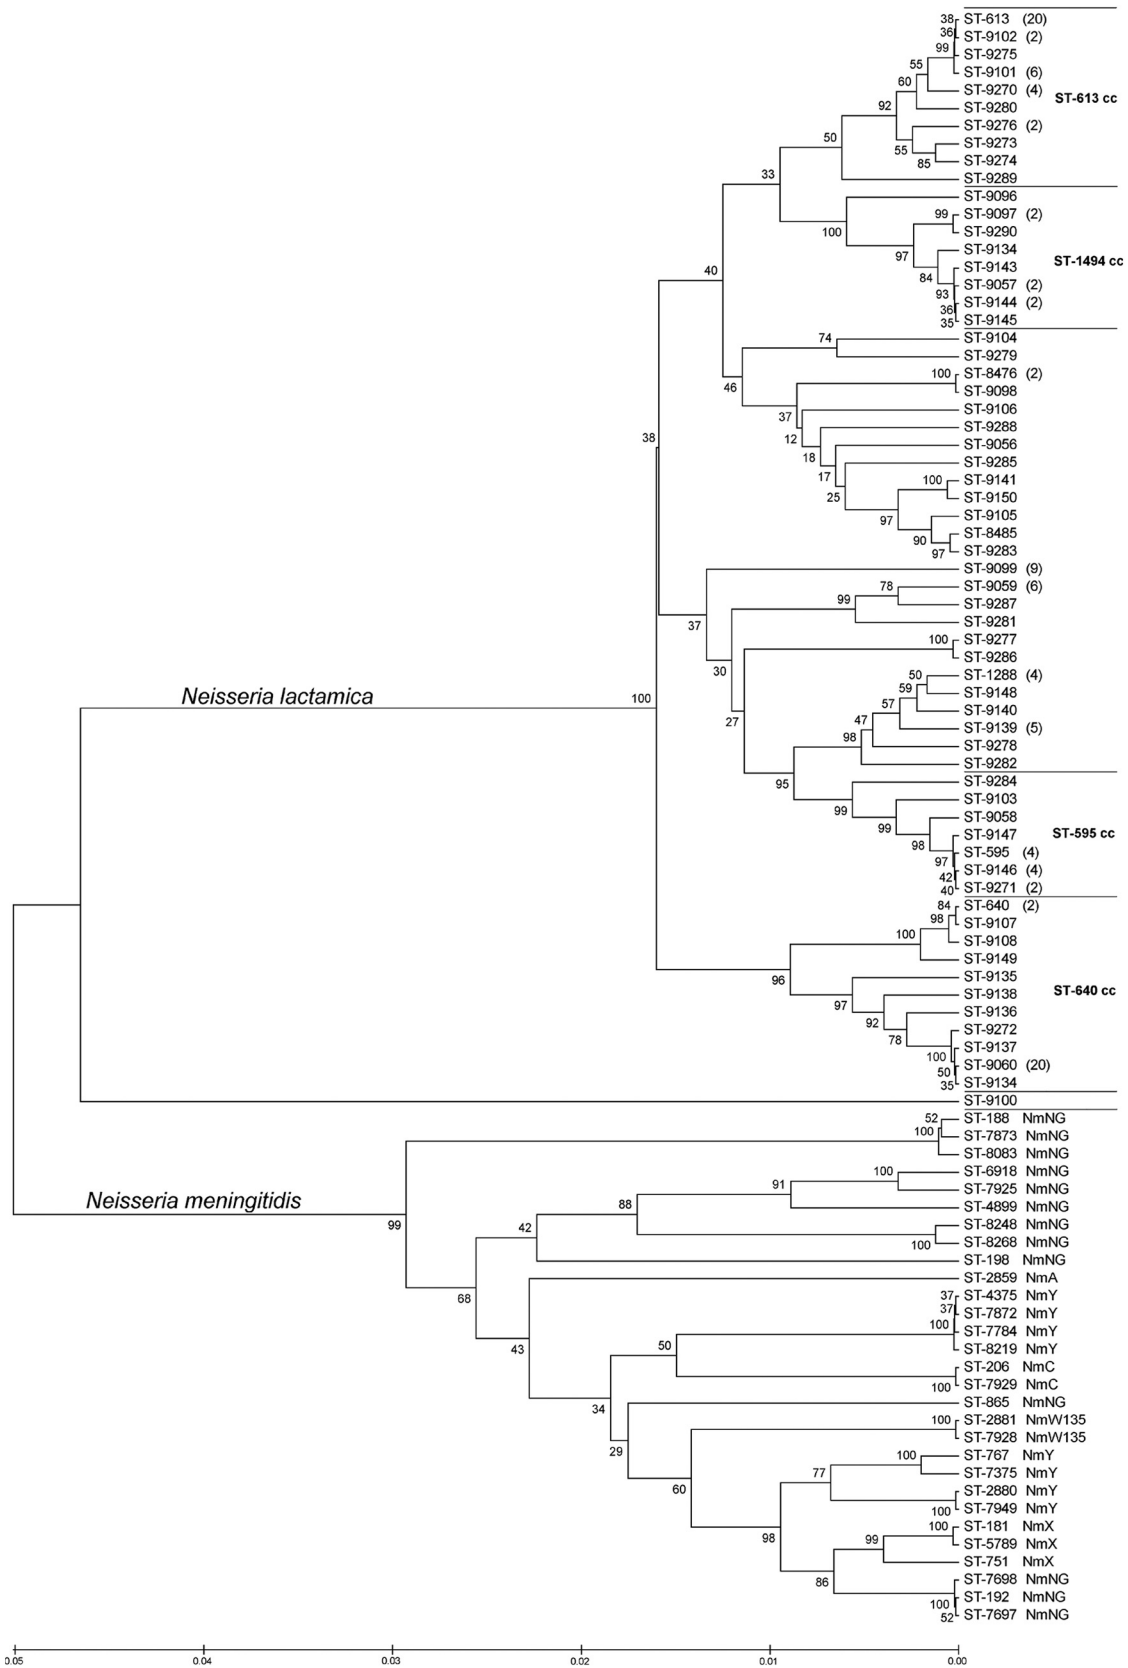 38 ST-613 (20)
36 ST-9102 (2)
99 ST-9275
55 ST-9101 (6)
60 ST-9270 (4)
ST-613 cc
92 ST-9280
ST-9276 (2)
50 55 ST-9273
85 ST-9274
33 ST-9289
ST-9096
99 ST-9097 (2)
100 ST-9290
97 ST-9134
ST-1494 cc
40 84 ST-9143
93 ST-9057 (2)
36 ST-9144 (2)
35 ST-9145
74 ST-9104
ST-9279
46 100 ST-8476 (2)
ST-9098
37 ST-9106
12 ST-9288
38 18 ST-9056
17 ST-9285
25 100 ST-9141
ST-9150
97 ST-9105
90 ST-8485
97 ST-9283
ST-9099 (9)
78 ST-9059 (6)
99 ST-9287
37 ST-9281
100 ST-9277
30 ST-9286
50 ST-1288 (4)
59 ST-9148
Neisseria lactamica 100
57 ST-9140
27 47 ST-9139 (5)
98 ST-9278
ST-9282
95 ST-9284
99 ST-9103
99 ST-9058
98 ST-9147
ST-595 cc
97 ST-595 (4)
42 ST-9146 (4)
40 ST-9271 (2)
84 ST-640 (2)
98 ST-9107
100 ST-9108
ST-9149
96 ST-9135
97 ST-9138
ST-640 cc
92 ST-9136
78 ST-9272
100 ST-9137
50 ST-9060 (20)
35 ST-9134
ST-9100
52 ST-188 NmNG
100 ST-7873 NmNG
ST-8083 NmNG
100 ST-6918 NmNG
91 ST-7925 NmNG
Neisseria meningitidis
99 88 ST-4899 NmNG
42 ST-8248 NmNG
100 ST-8268 NmNG
ST-198 NmNG
68 ST-2859 NmA
37 ST-4375 NmY
37 ST-7872 NmY
100 ST-7784 NmY
43 50 ST-8219 NmY
ST-206 NmC
100 ST-7929 NmC
34 ST-865 NmNG
100 ST-2881 NmW135
29 ST-7928 NmW135
100 ST-767 NmY
77 ST-7375 NmY
60 ST-2880 NmY
100 ST-7949 NmY
100 ST-181 NmX
98 99 ST-5789 NmX
ST-751 NmX
86 ST-7698 NmNG
100 ST-192 NmNG
52 ST-7697 NmNG
0.05 0.04 0.03 0.02 0.01 0.00